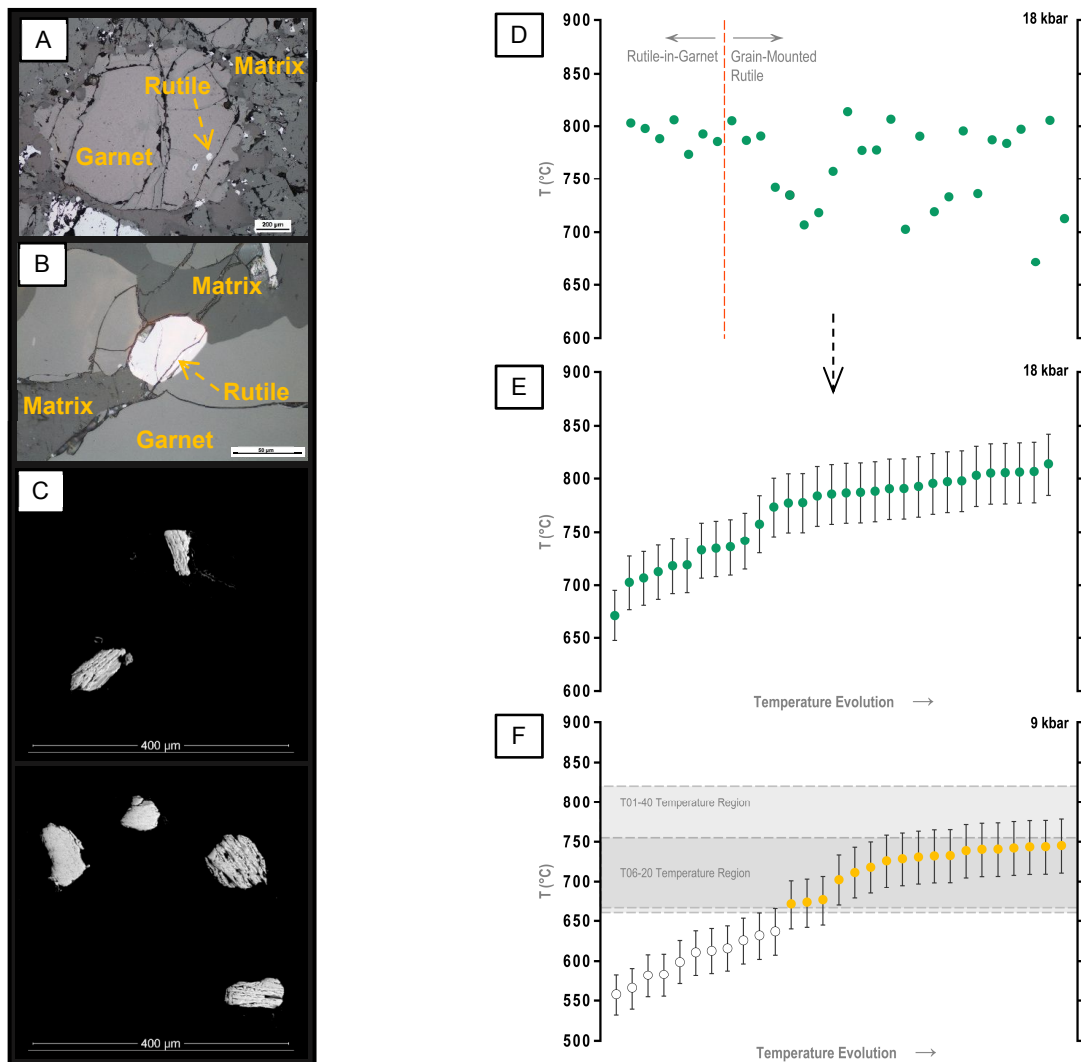 A
Matrix
Rutile
Garnet
200 µm
B
Matrix
Rutile
Matrix
Garnet
50 µm
C
400 µm
400 µm
D
18 kbar
Rutile-in-Garnet
Grain-Mounted
Rutile
T (°C)
900
850
800
750
700
650
600
E
18 kbar
T (°C)
900
850
800
750
700
650
600
Temperature Evolution →
F
9 kbar
T01-40 Temperature Region
T06-20 Temperature Region
T (°C)
900
850
800
750
700
650
600
550
500
Temperature Evolution →